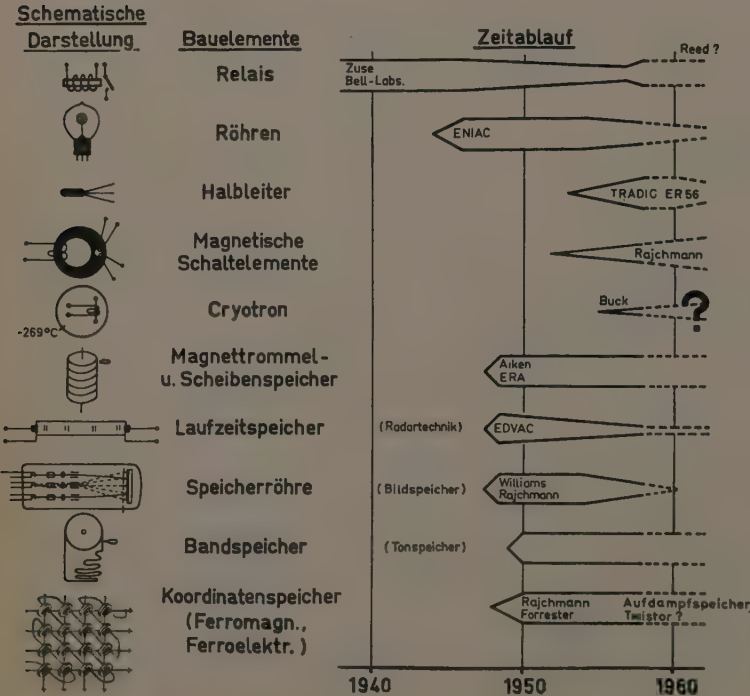 Schematische
Darstellung Bauelemente Zeitablauf
Relais
Zuse
Bell-Labs.
Reed ?
Röhren
ENIAC
Halbleiter
TRADIC ER 56
Magnetische
Schaltelemente
Rajchmann
Cryotron
-269°C
Buck
?
Magnettrommel-
u. Scheibenspeicher
Aiken
ERA
Laufzeitspeicher
(Radartechnik)
EDVAC
Speicherröhre
(Bildspeicher)
Williams
Rajchmann
Bandspeicher
(Tonspeicher)
Koordinatenspeicher
(Ferromagn.,
Ferroelektr.)
Rajchmann
Forrester
Aufdampfspeicher,
Twistor ?
1940 1950 1960